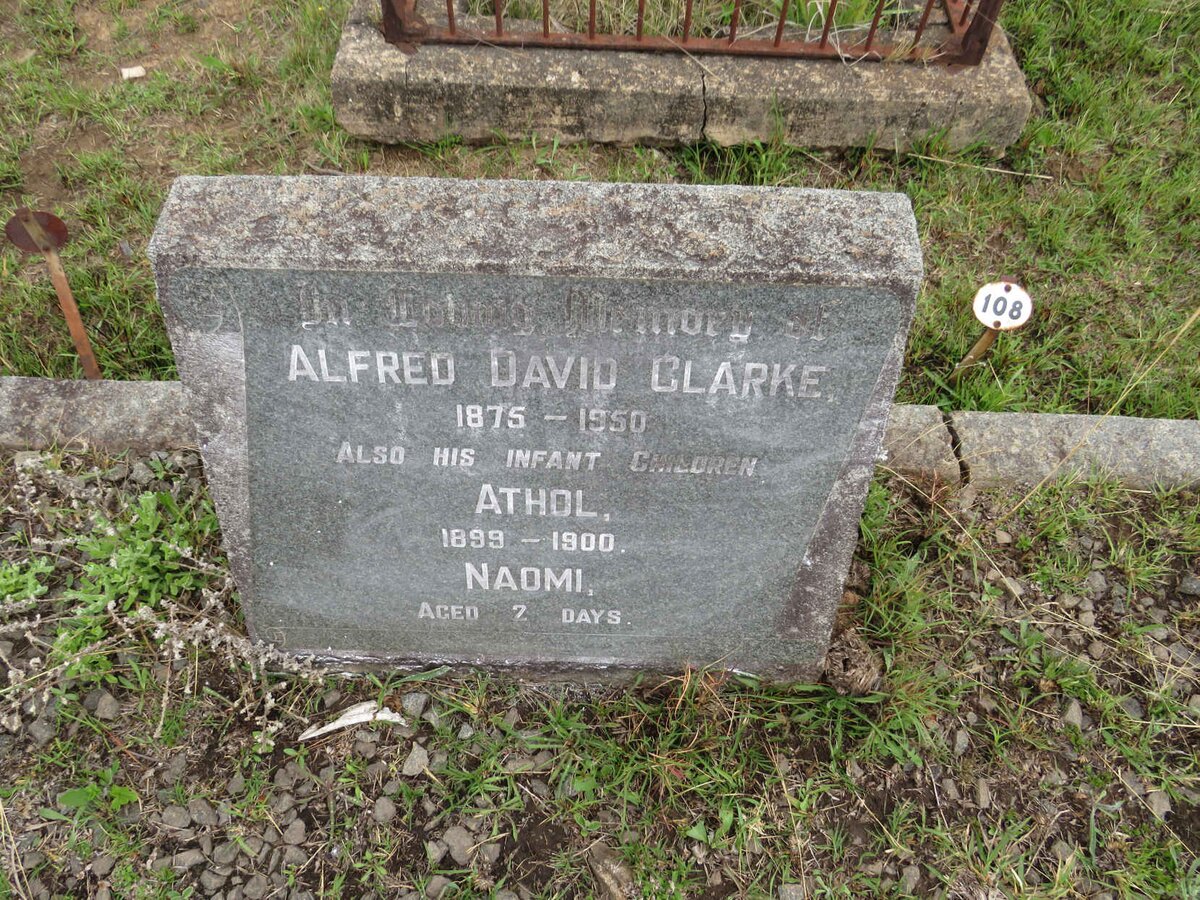 In Loving Memory of
ALFRED DAVID CLARKE,
1875 – 1950
ALSO HIS INFANT CHILDREN
ATHOL,
1899 – 1900.
NAOMI,
AGED 2 DAYS.
108